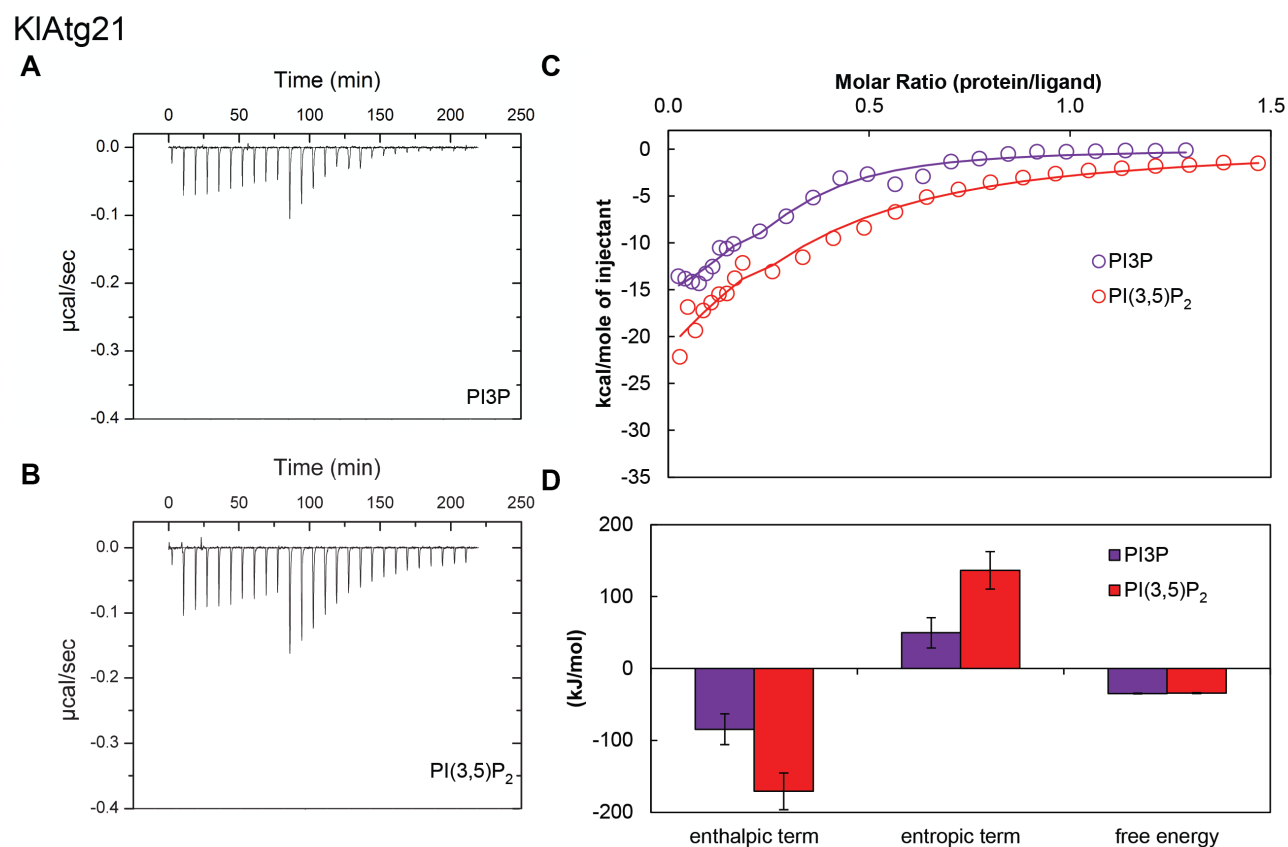 KlAtg21
A
Time (min)
0 50 100 150 200 250
0.0
-0.1
-0.2
-0.3
-0.4
µcal/sec
PI3P
B
Time (min)
0 50 100 150 200 250
0.0
-0.1
-0.2
-0.3
-0.4
µcal/sec
PI(3,5)P₂
C
Molar Ratio (protein/ligand)
0.0 0.5 1.0 1.5
0
-5
-10
-15
-20
-25
-30
-35
kcal/mole of injectant
PI3P
PI(3,5)P₂
D
200
100
0
-100
-200
(kJ/mol)
PI3P
PI(3,5)P₂
enthalpic term entropic term free energy